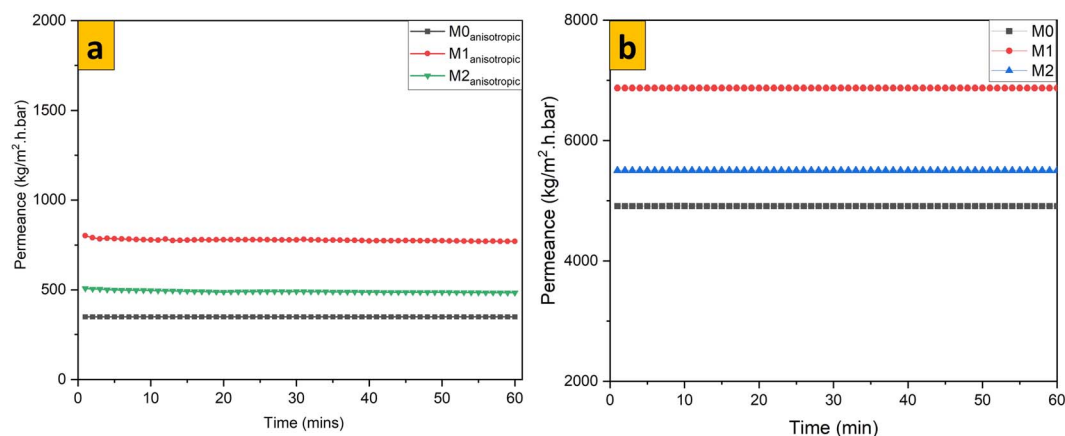 a
M0anisotropic
M1anisotropic
M2anisotropic
2000
1500
1000
500
0
Permeance (kg/m².h.bar)
0 10 20 30 40 50 60
Time (mins)
b
M0
M1
M2
8000
6000
4000
2000
Permeance (kg/m².h.bar)
0 10 20 30 40 50 60
Time (min)